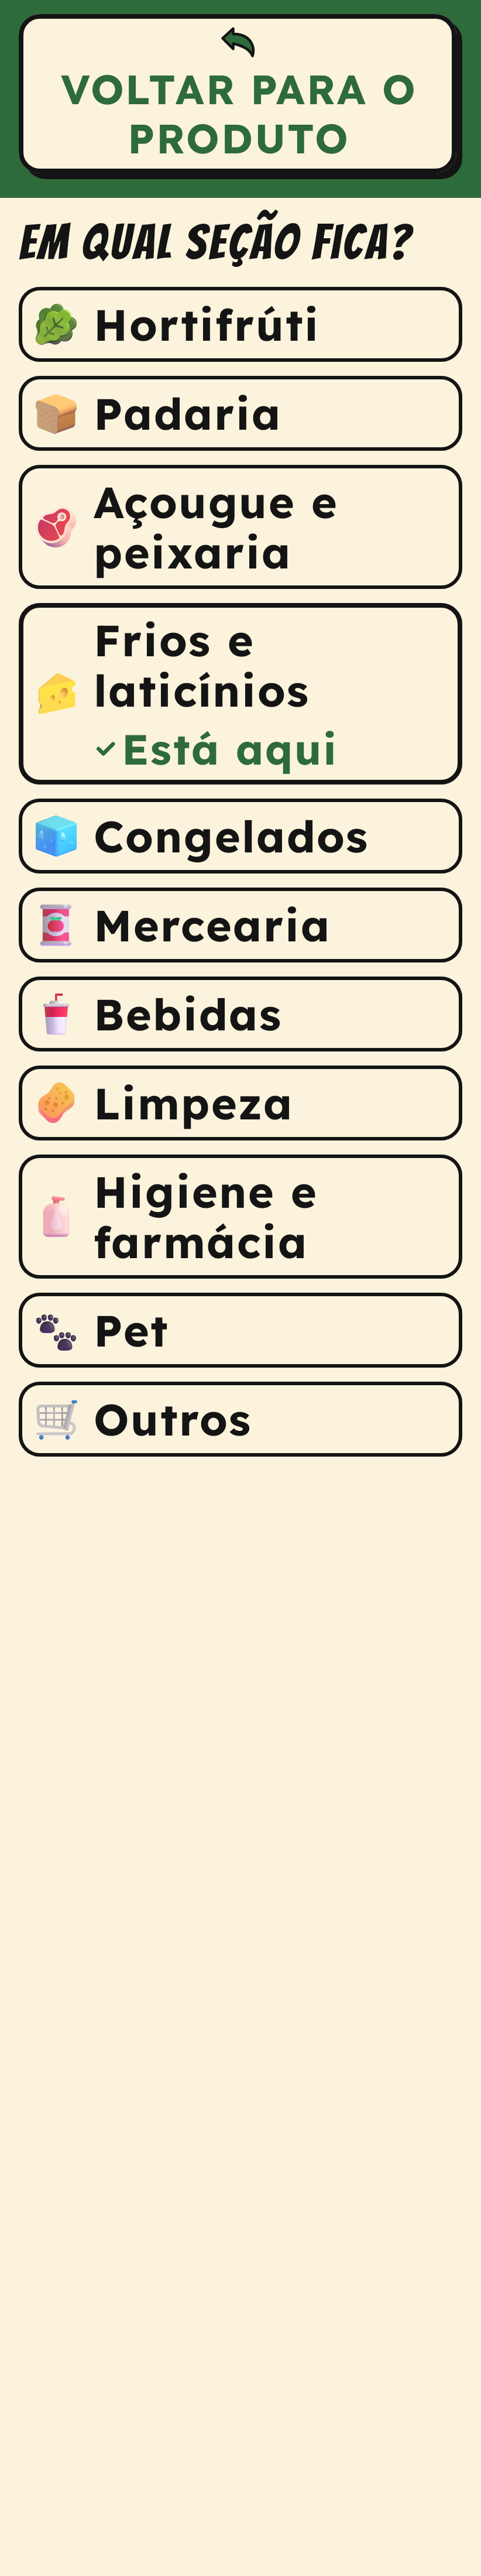 VOLTAR PARA O
PRODUTO
EM QUAL SEÇÃO FICA?
Hortifrúti
Padaria
Açougue e
peixaria
Frios e
laticínios
Está aqui
Congelados
Mercearia
Bebidas
Limpeza
Higiene e
farmácia
Pet
Outros